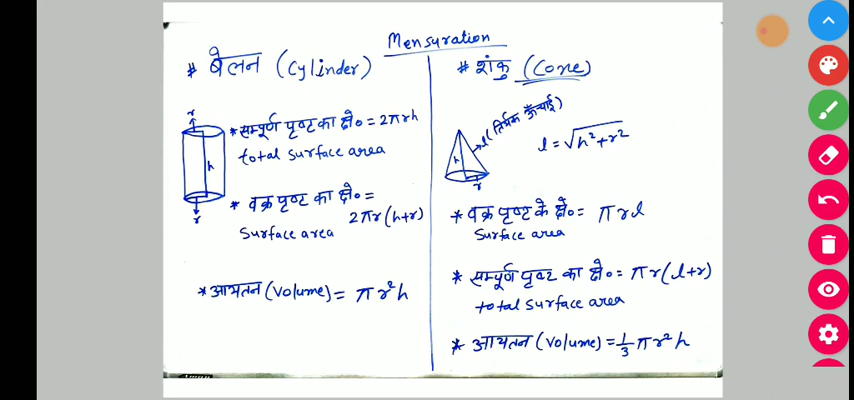 Mensuration
# बेलन (Cylinder)
r
h
r
* सम्पूर्ण पृष्ट का क्षे० = 2πrh
total surface area
* वक्र पृष्ट का क्षे० =
2πr(h+r)
Surface area
* आयतन (volume) = πr²h
# शंकु (Cone)
l (तिर्यक ऊँचाई)
h
r
l = √h²+r²
* वक्र पृष्ट के क्षे० = πrl
Surface area
* सम्पूर्ण पृष्ट का क्षे० = πr(l+r)
total surface area
* आयतन (volume) = 1/3 πr²h